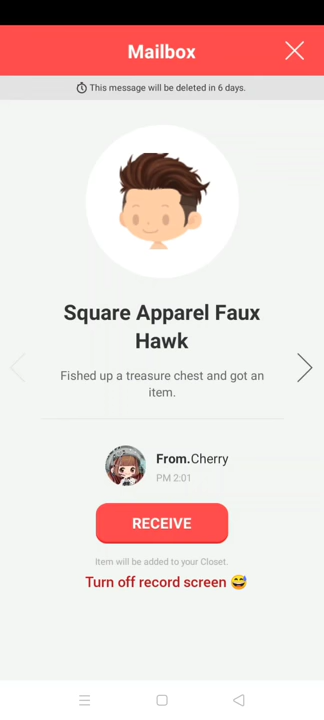 Mailbox
This message will be deleted in 6 days.
Square Apparel Faux
Hawk
Fished up a treasure chest and got an
item.
From.Cherry
PM 2:01
RECEIVE
Item will be added to your Closet.
Turn off record screen 😅